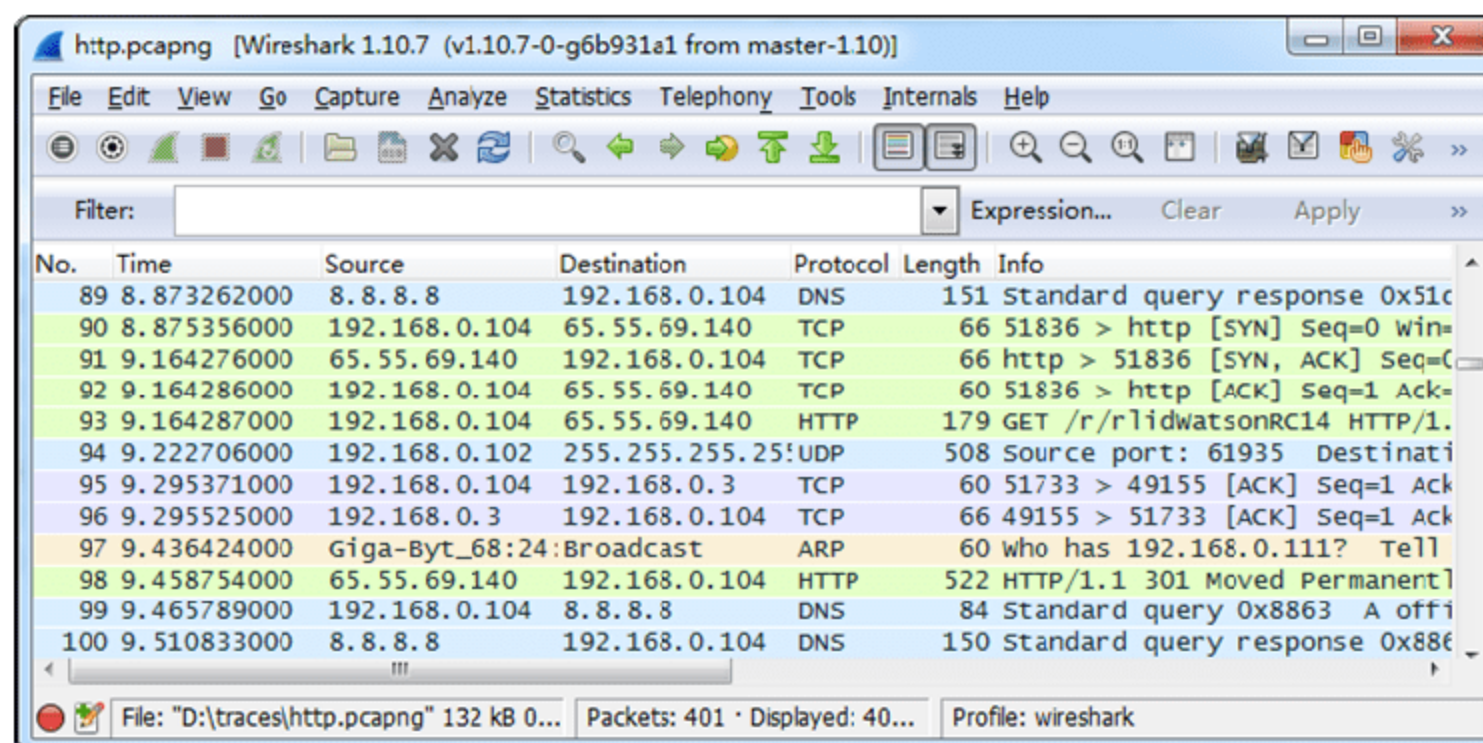 http.pcapng [Wireshark 1.10.7 (v1.10.7-0-g6b931a1 from master-1.10)]
File Edit View Go Capture Analyze Statistics Telephony Tools Internals Help
Filter: Expression... Clear Apply »
No. Time Source Destination Protocol Length Info
89 8.873262000 8.8.8.8 192.168.0.104 DNS 151 Standard query response 0x51c
90 8.875356000 192.168.0.104 65.55.69.140 TCP 66 51836 > http [SYN] Seq=0 Win=
91 9.164276000 65.55.69.140 192.168.0.104 TCP 66 http > 51836 [SYN, ACK] Seq=0
92 9.164286000 192.168.0.104 65.55.69.140 TCP 60 51836 > http [ACK] Seq=1 Ack=
93 9.164287000 192.168.0.104 65.55.69.140 HTTP 179 GET /r/rlidWatsonRC14 HTTP/1.
94 9.222706000 192.168.0.102 255.255.255.25 UDP 508 Source port: 61935 Destinati
95 9.295371000 192.168.0.104 192.168.0.3 TCP 60 51733 > 49155 [ACK] Seq=1 Ack
96 9.295525000 192.168.0.3 192.168.0.104 TCP 66 49155 > 51733 [ACK] Seq=1 Ack
97 9.436424000 Giga-Byt_68:24: Broadcast ARP 60 Who has 192.168.0.111? Tell
98 9.458754000 65.55.69.140 192.168.0.104 HTTP 522 HTTP/1.1 301 Moved Permanentl
99 9.465789000 192.168.0.104 8.8.8.8 DNS 84 Standard query 0x8863 A offi
100 9.510833000 8.8.8.8 192.168.0.104 DNS 150 Standard query response 0x886
File: "D:\traces\http.pcapng" 132 kB 0... Packets: 401 · Displayed: 40... Profile: wireshark